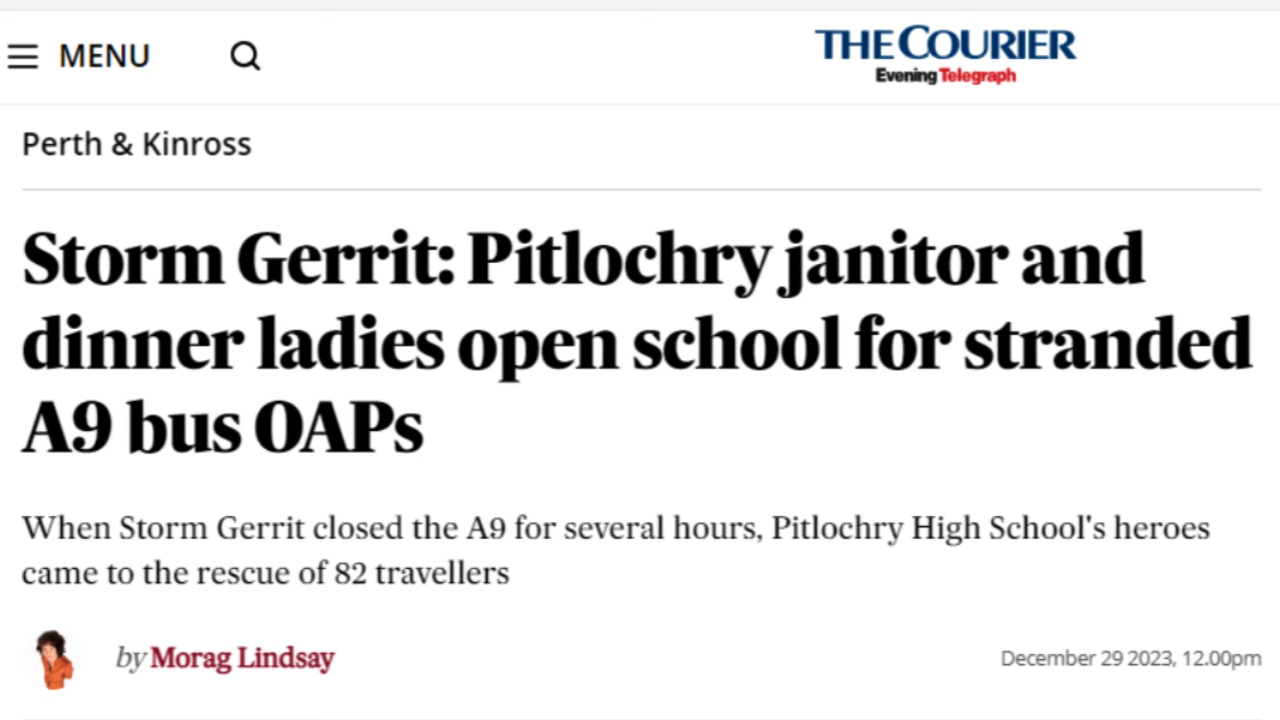 MENU
THE COURIER
Evening Telegraph
Perth & Kinross
Storm Gerrit: Pitlochry janitor and
dinner ladies open school for stranded
A9 bus OAPs
When Storm Gerrit closed the A9 for several hours, Pitlochry High School's heroes
came to the rescue of 82 travellers
by Morag Lindsay
December 29 2023, 12.00pm